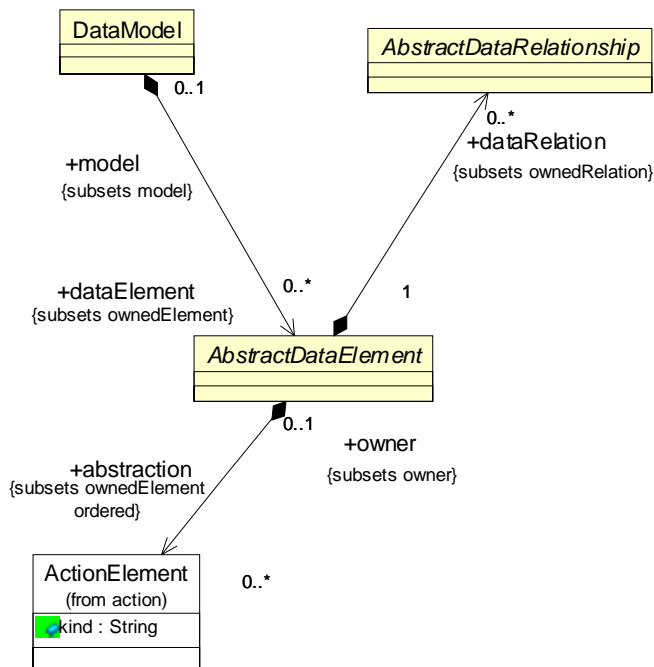 DataModel
AbstractDataRelationship
0..1
0..*
+dataRelation
{subsets ownedRelation}
+model
{subsets model}
+dataElement
{subsets ownedElement}
0..*
1
AbstractDataElement
0..1
+owner
{subsets owner}
+abstraction
{subsets ownedElement
ordered}
ActionElement
(from action)
0..*
kind : String